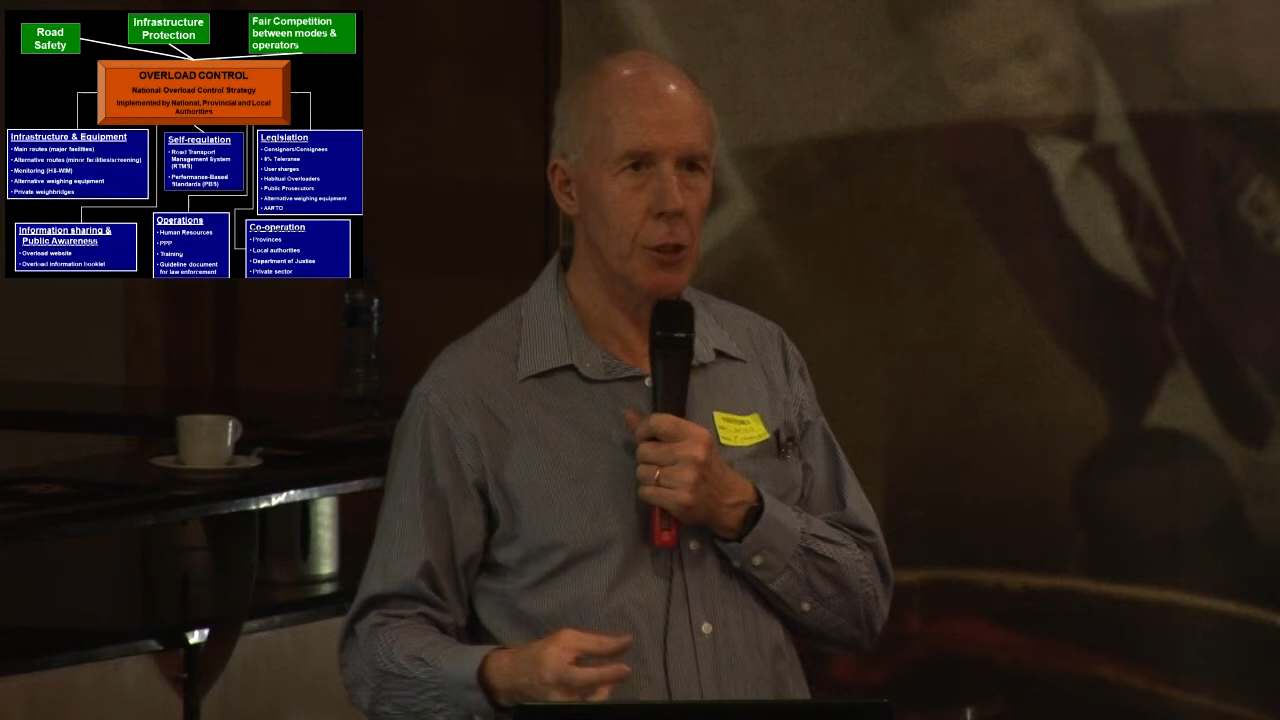 Road
Safety
Infrastructure
Protection
Fair Competition
between modes &
operators
OVERLOAD CONTROL
National Overload Control Strategy
Implemented by National, Provincial and Local
Authorities
Infrastructure & Equipment
• Main routes (major facilities)
• Alternative routes (minor facilities/screening)
• Monitoring (HS-WIM)
• Alternative weighing equipment
• Private weighbridges
Self-regulation
• Road Transport
Management System
(RTMS)
• Performance-Based
Standards (PBS)
Legislation
• Consignors/Consignees
• 5% Tolerance
• User charges
• Habitual Overloaders
• Public Prosecutors
• Alternative weighing equipment
• AARTO
Information sharing &
Public Awareness
• Overload website
• Overload information booklet
Operations
• Human Resources
• PPP
• Training
• Guideline document
for law enforcement
Co-operation
• Provinces
• Local authorities
• Department of Justice
• Private sector